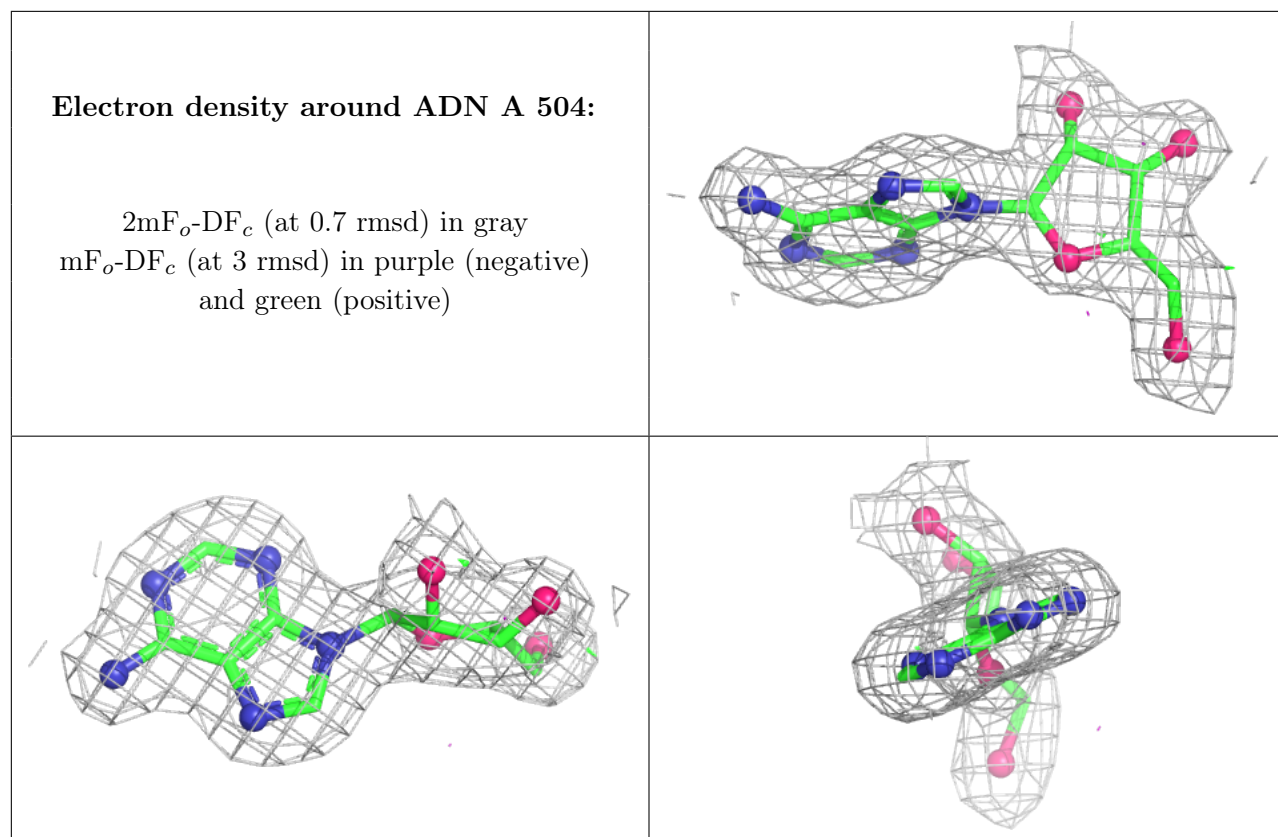 Electron density around ADN A 504:
2mFₒ-DF𝒸 (at 0.7 rmsd) in gray
mFₒ-DF𝒸 (at 3 rmsd) in purple (negative)
and green (positive)